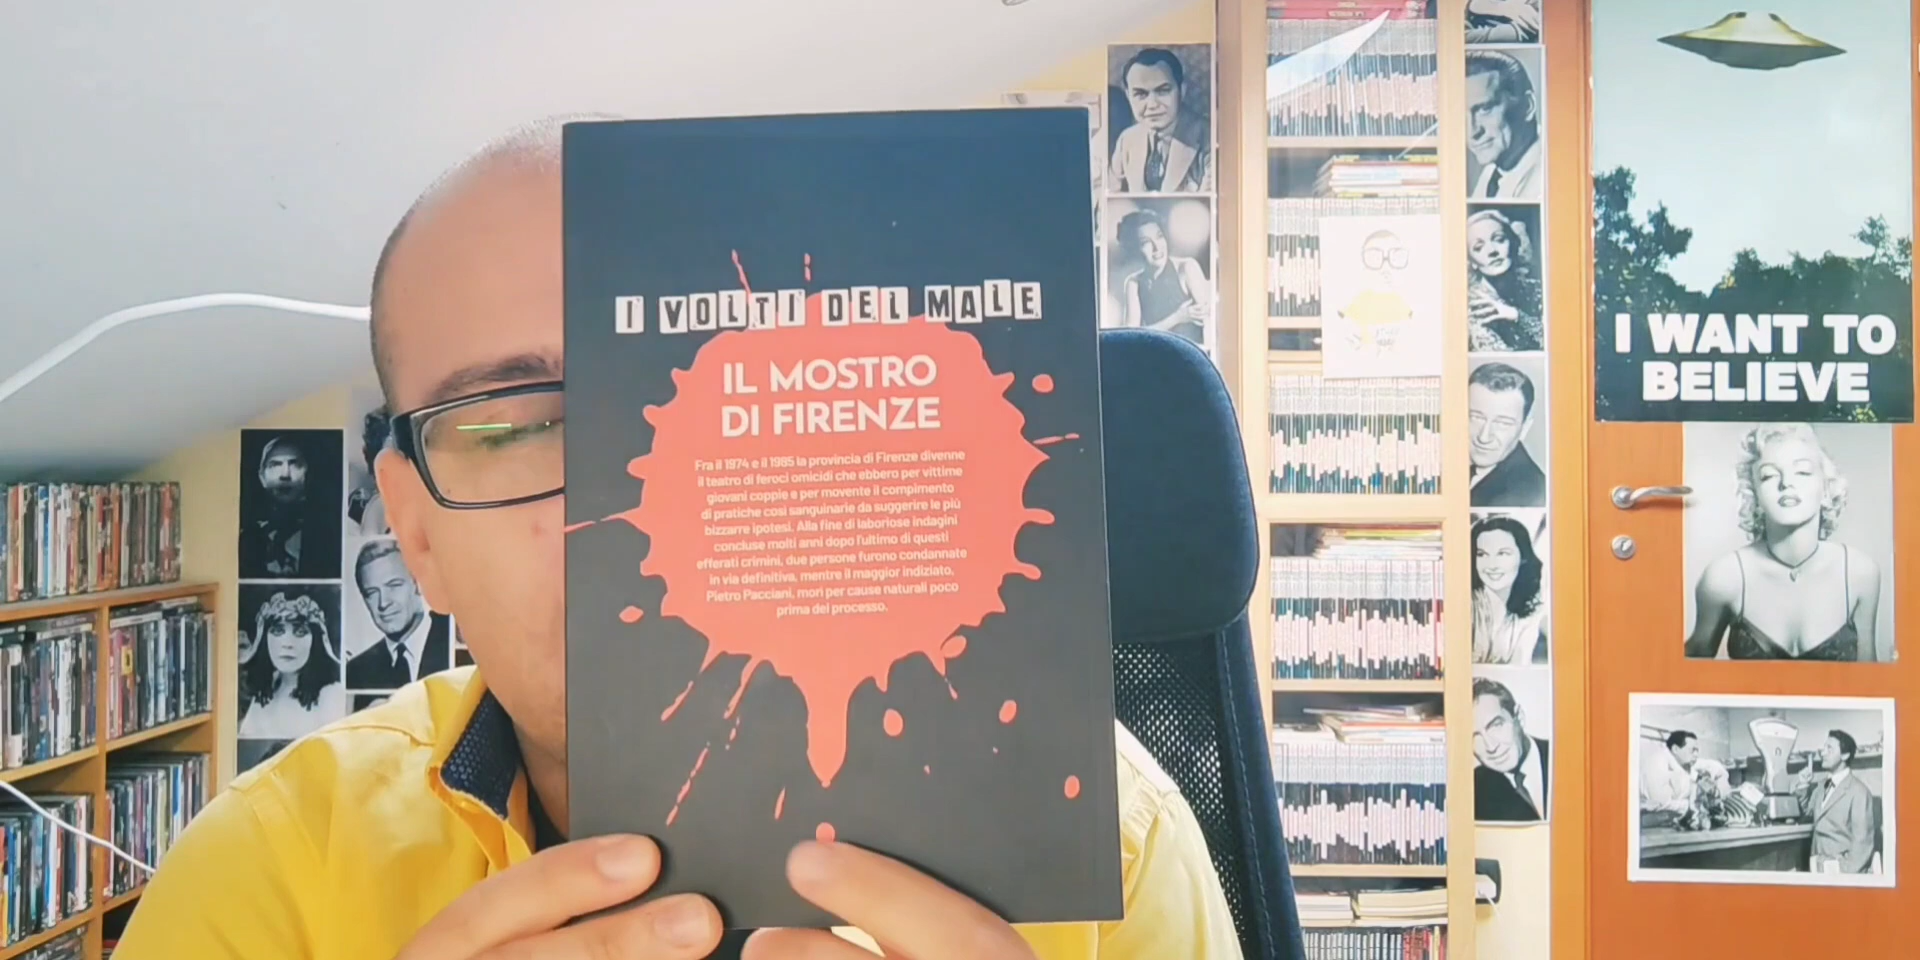 I VOLTI DEL MALE
IL MOSTRO
DI FIRENZE
Fra il 1974 e il 1985 la provincia di Firenze divenne
il teatro di feroci omicidi che ebbero per vittime
giovani coppie e per movente il compimento
di pratiche così sanguinarie da suggerire le più
bizzarre ipotesi. Alla fine di laboriose indagini
concluse molti anni dopo l'ultimo di questi
efferati crimini, due persone furono condannate
in via definitiva, mentre il maggior indiziato,
Pietro Pacciani, morì per cause naturali poco
prima del processo.
I WANT TO
BELIEVE